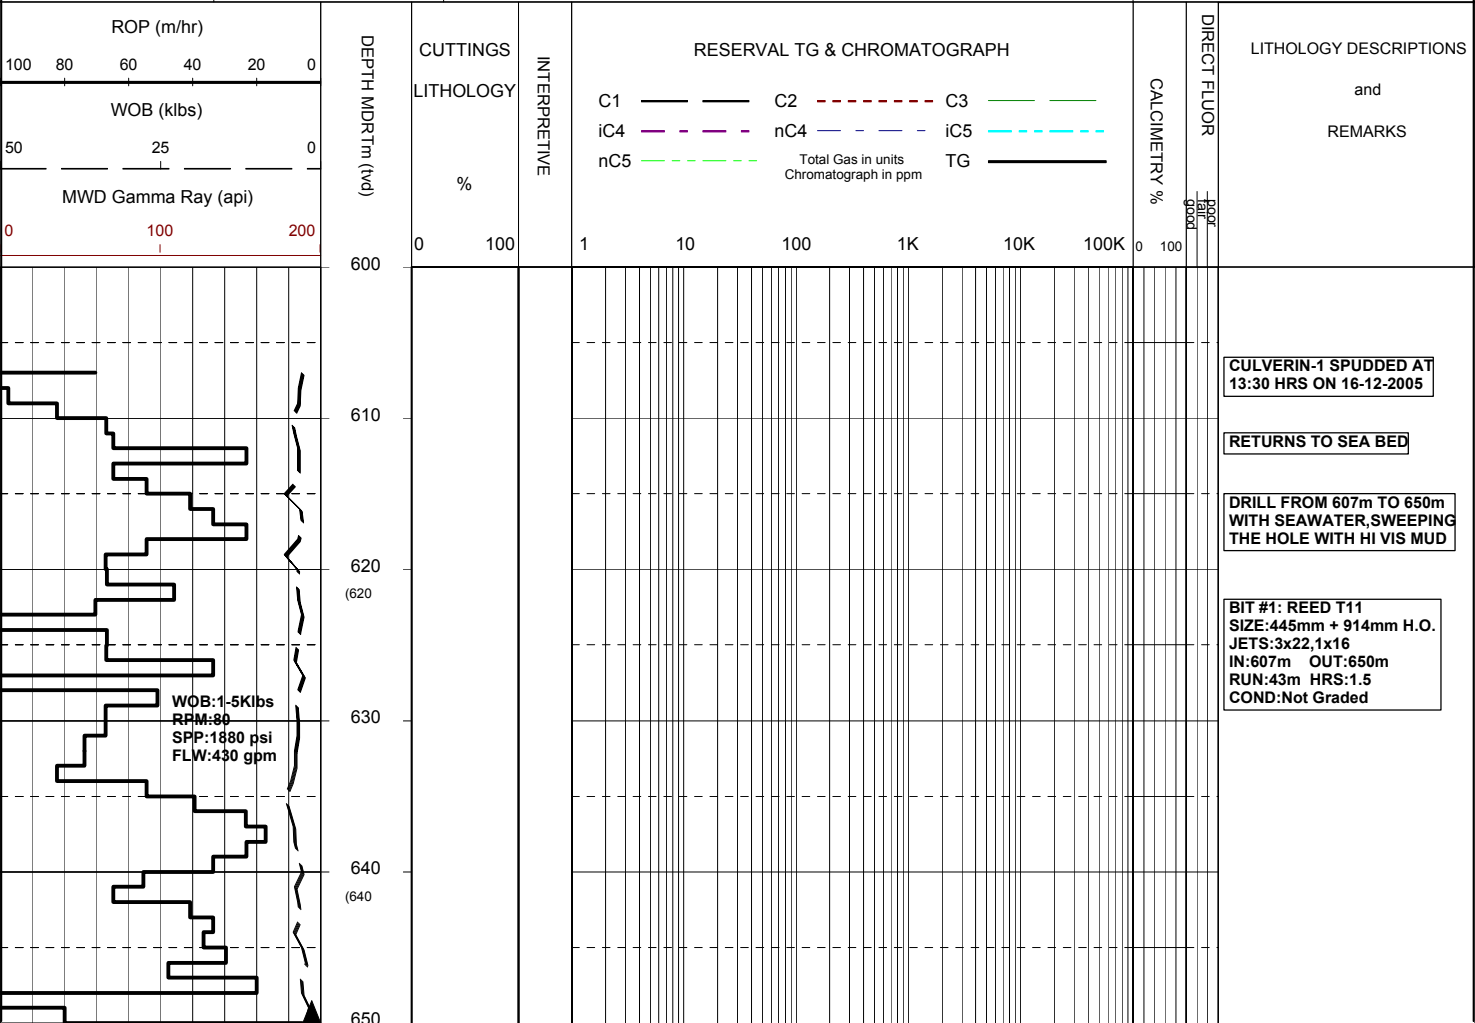 ROP (m/hr)
100 80 60 40 20 0
WOB (klbs)
50 25 0
MWD Gamma Ray (api)
0 100 200
DEPTH MDRTm (tvd)
CUTTINGS
LITHOLOGY
%
0 100
INTERPRETIVE
RESERVAL TG & CHROMATOGRAPH
C1 C2 C3
iC4 nC4 iC5
nC5 Total Gas in units TG
Chromatograph in ppm
1 10 100 1K 10K 100K
CALCIMETRY %
0 100
DIRECT FLUOR
poor
fair
good
LITHOLOGY DESCRIPTIONS
and
REMARKS
600
CULVERIN-1 SPUDDED AT
13:30 HRS ON 16-12-2005
610
RETURNS TO SEA BED
DRILL FROM 607m TO 650m
WITH SEAWATER,SWEEPING
THE HOLE WITH HI VIS MUD
620
(620
BIT #1: REED T11
SIZE:445mm + 914mm H.O.
JETS:3x22,1x16
IN:607m OUT:650m
RUN:43m HRS:1.5
COND:Not Graded
WOB:1-5Klbs
RPM:80
SPP:1880 psi
FLW:430 gpm
630
640
(640
650